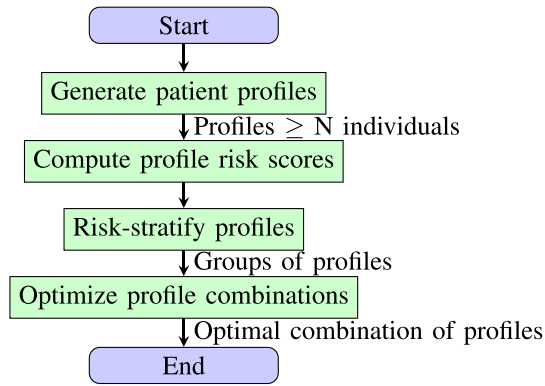 Start
Generate patient profiles
Profiles ≥ N individuals
Compute profile risk scores
Risk-stratify profiles
Groups of profiles
Optimize profile combinations
Optimal combination of profiles
End